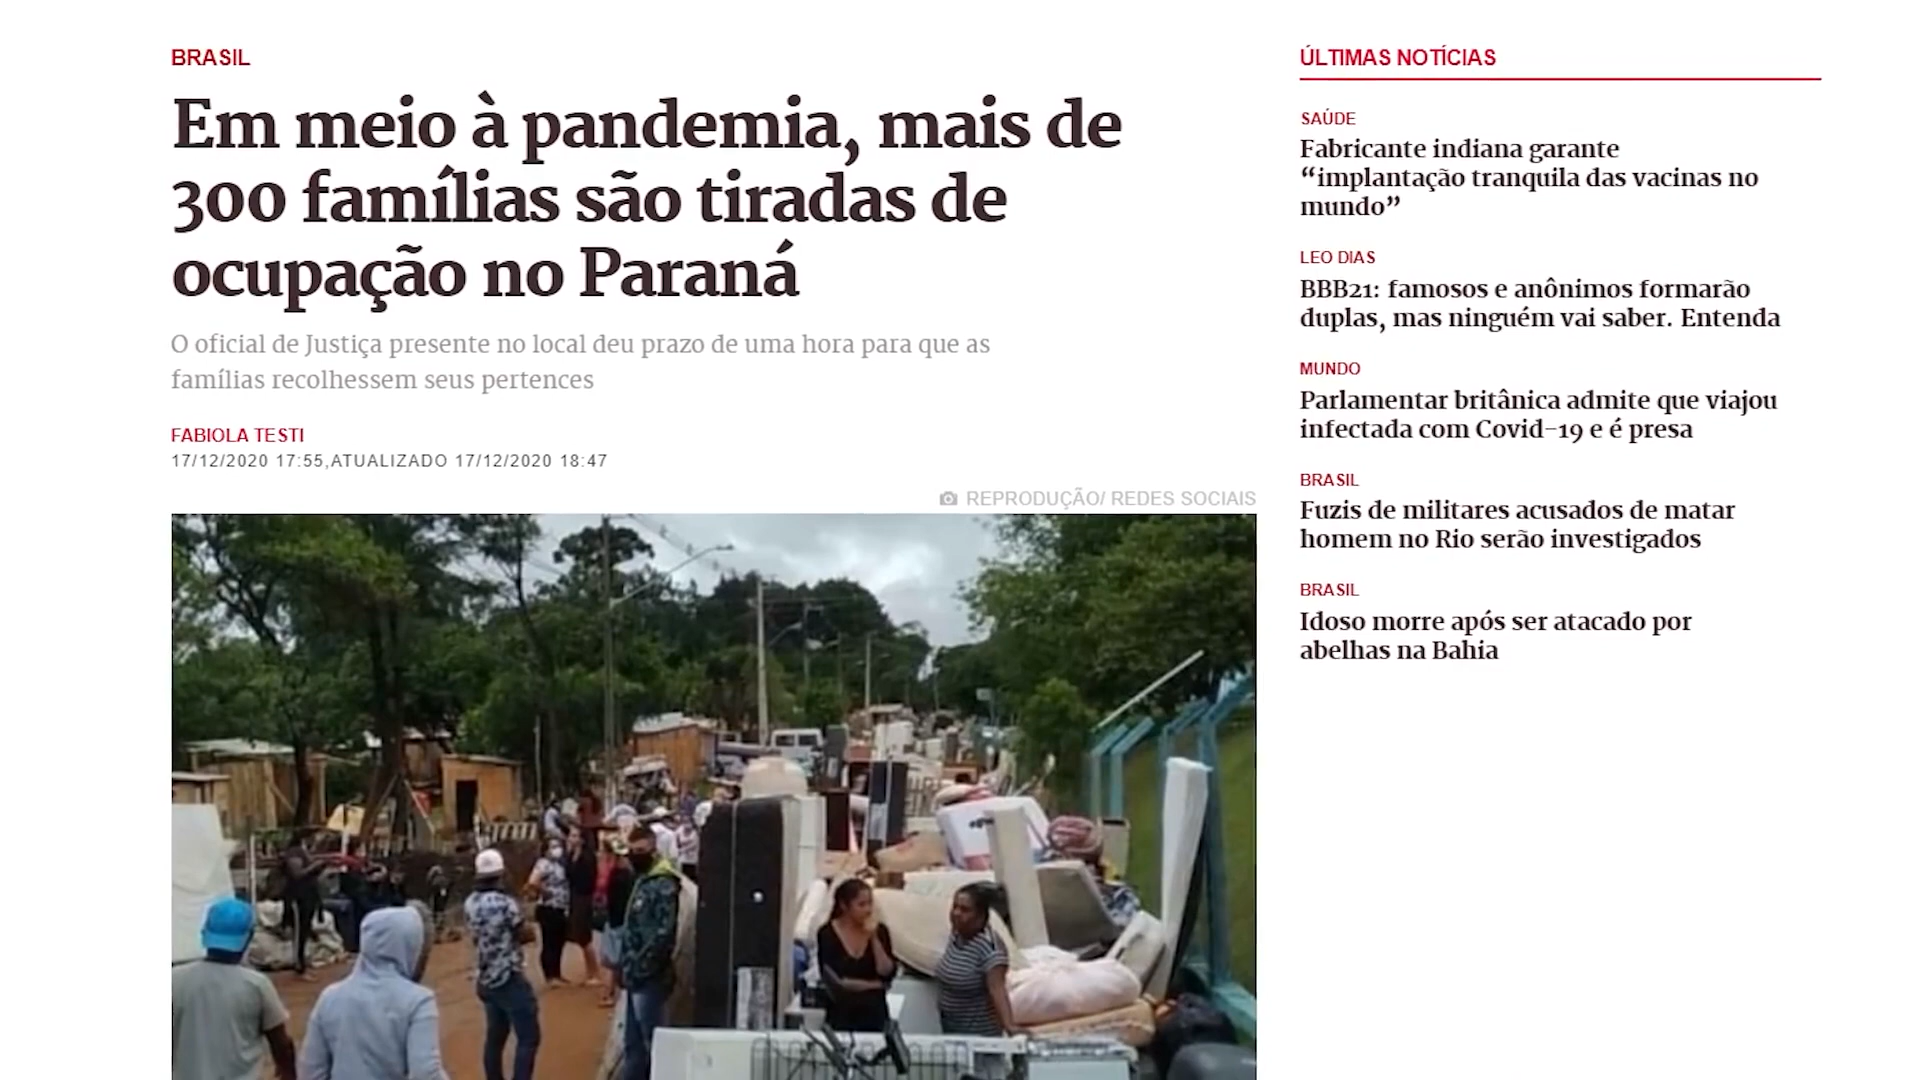 BRASIL
Em meio à pandemia, mais de
300 famílias são tiradas de
ocupação no Paraná
O oficial de Justiça presente no local deu prazo de uma hora para que as
famílias recolhessem seus pertences
FABIOLA TESTI
17/12/2020 17:55,ATUALIZADO 17/12/2020 18:47
REPRODUÇÃO/ REDES SOCIAIS
ÚLTIMAS NOTÍCIAS
SAÚDE
Fabricante indiana garante
“implantação tranquila das vacinas no
mundo”
LEO DIAS
BBB21: famosos e anônimos formarão
duplas, mas ninguém vai saber. Entenda
MUNDO
Parlamentar britânica admite que viajou
infectada com Covid-19 e é presa
BRASIL
Fuzis de militares acusados de matar
homem no Rio serão investigados
BRASIL
Idoso morre após ser atacado por
abelhas na Bahia